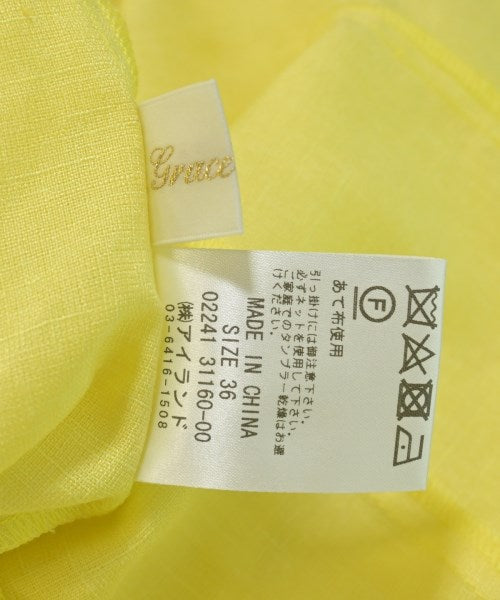 Grace
F
あて布使用
引っ掛けには御注意下さい。
必ずネットを使用して下さい。
ご家庭でのタンブラー乾燥はお避
けください。
MADE IN CHINA
SIZE 36
02241 31160-00
㈱アイランド
03-6416-1508